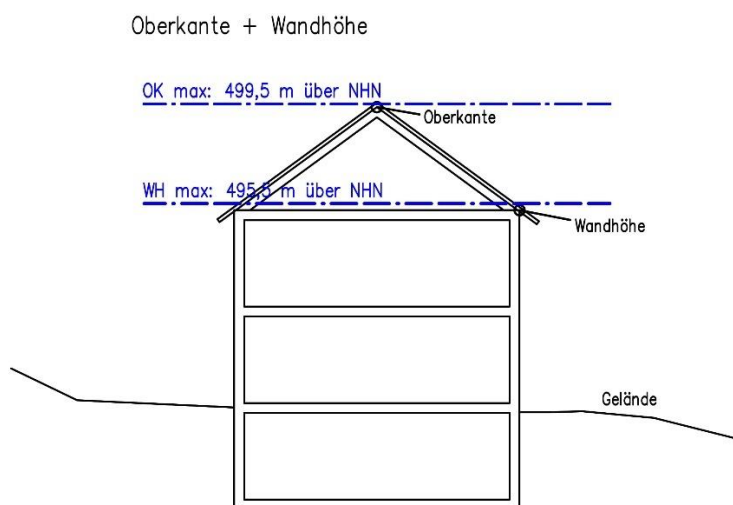 Oberkante + Wandhöhe
OK max: 499,5 m über NHN
Oberkante
WH max: 495,5 m über NHN
Wandhöhe
Gelände